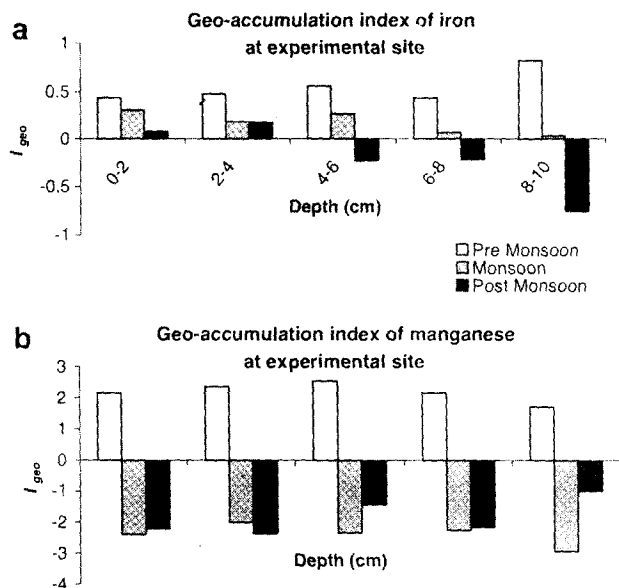 a
Geo-accumulation index of iron
at experimental site
1
0.5
0
-0.5
-1
I geo
0-2
2-4
4-6
6-8
8-10
Depth (cm)
Pre Monsoon
Monsoon
Post Monsoon
b
Geo-accumulation index of manganese
at experimental site
3
2
1
0
-1
-2
-3
-4
I geo
Depth (cm)